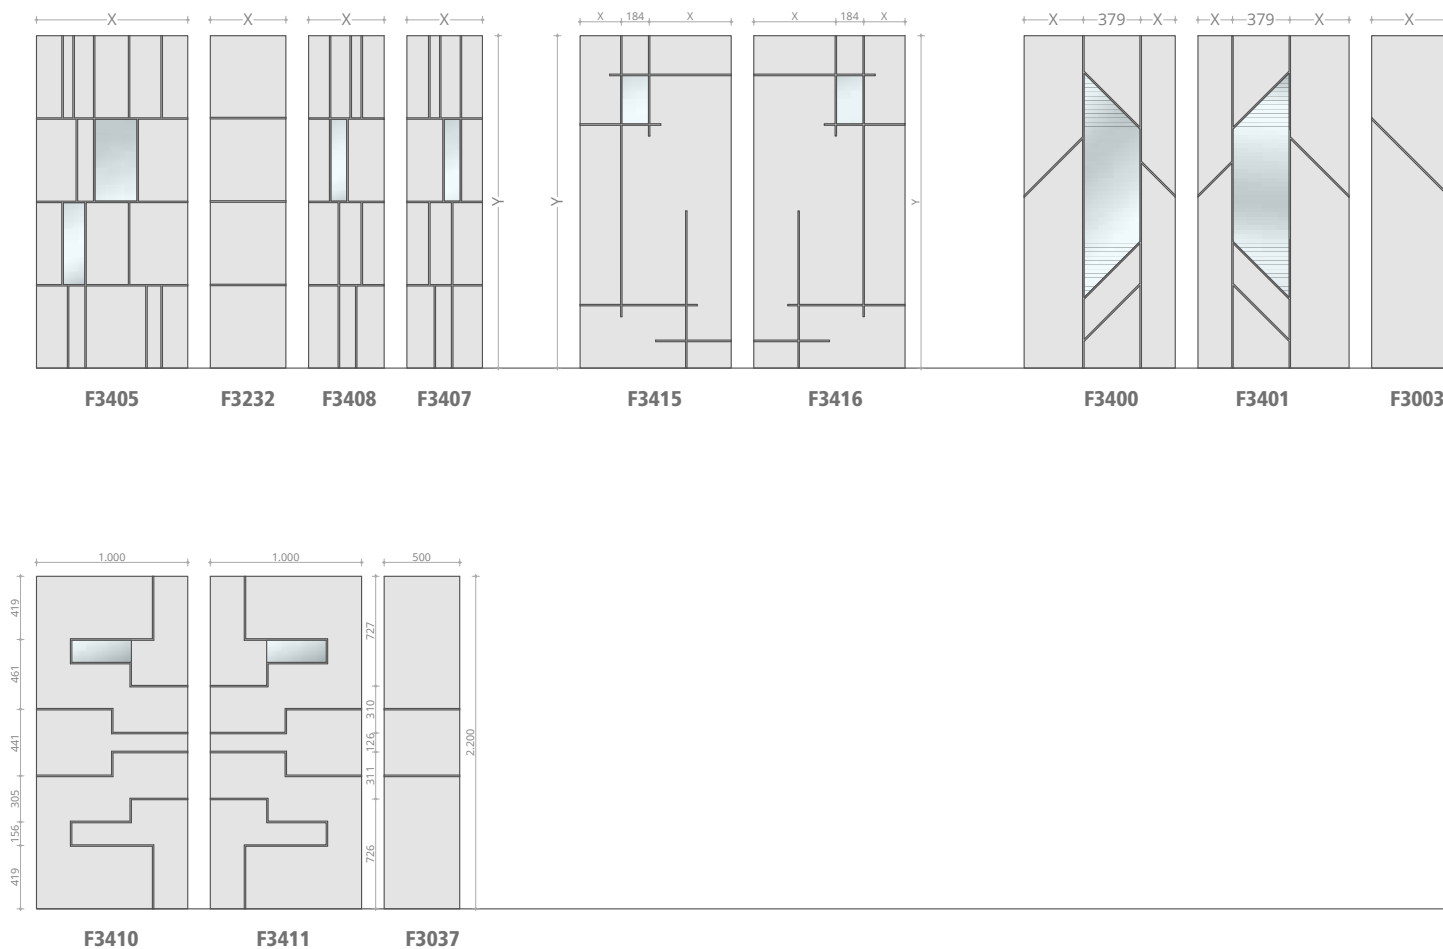 X X X X
X 184 X
X 184 X
X 379 X
X 379 X
X
Y
Y
Y
F3405 F3232 F3408 F3407 F3415 F3416 F3400 F3401 F3003
1.000 1.000 500
419
461
441
305
156
419
727
310
126
311
726
2.200
F3410 F3411 F3037